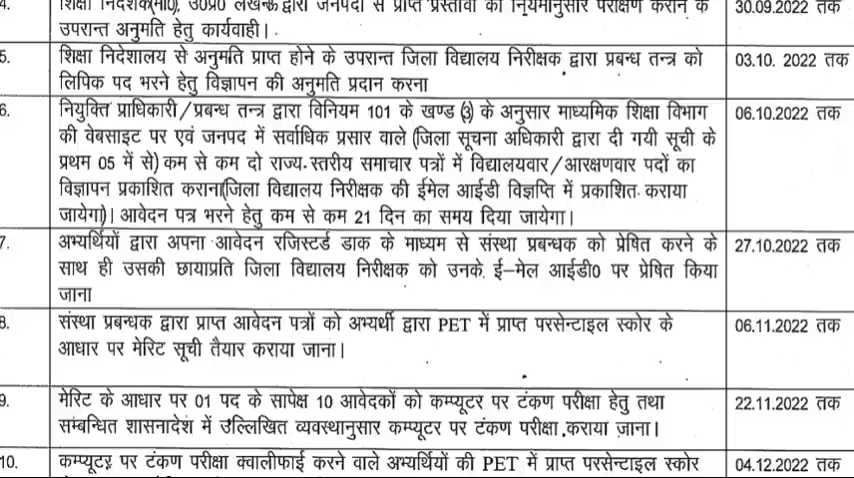 4. शिक्षा निदेशक(मा0), उ0प्र0 लखनऊ द्वारा जनपदों से प्राप्त प्रस्तावों का नियमानुसार परीक्षण कराने के 30.09.2022 तक
उपरान्त अनुमति हेतु कार्यवाही।
5. शिक्षा निदेशालय से अनुमति प्राप्त होने के उपरान्त जिला विद्यालय निरीक्षक द्वारा प्रबन्ध तन्त्र को 03.10. 2022 तक
लिपिक पद भरने हेतु विज्ञापन की अनुमति प्रदान करना
6. नियुक्ति प्राधिकारी/प्रबन्ध तन्त्र द्वारा विनियम 101 के खण्ड (3) के अनुसार माध्यमिक शिक्षा विभाग 06.10.2022 तक
की वेबसाइट पर एवं जनपद में सर्वाधिक प्रसार वाले (जिला सूचना अधिकारी द्वारा दी गयी सूची के
प्रथम 05 में से) कम से कम दो राज्य-स्तरीय समाचार पत्रों में विद्यालयवार/आरक्षणवार पदों का
विज्ञापन प्रकाशित कराना(जिला विद्यालय निरीक्षक की ईमेल आईडी विज्ञप्ति में प्रकाशित कराया
जायेगा)। आवेदन पत्र भरने हेतु कम से कम 21 दिन का समय दिया जायेगा।
7. अभ्यर्थियों द्वारा अपना आवेदन रजिस्टर्ड डाक के माध्यम से संस्था प्रबन्धक को प्रेषित करने के 27.10.2022 तक
साथ ही उसकी छायाप्रति जिला विद्यालय निरीक्षक को उनके ई-मेल आईडी0 पर प्रेषित किया
जाना
8. संस्था प्रबन्धक द्वारा प्राप्त आवेदन पत्रों को अभ्यर्थी द्वारा PET में प्राप्त परसेन्टाइल स्कोर के 06.11.2022 तक
आधार पर मेरिट सूची तैयार कराया जाना।
9. मेरिट के आधार पर 01 पद के सापेक्ष 10 आवेदकों को कम्प्यूटर पर टंकण परीक्षा हेतु तथा 22.11.2022 तक
सम्बन्धित शासनादेश में उल्लिखित व्यवस्थानुसार कम्प्यूटर पर टंकण परीक्षा कराया जाना।
10. कम्प्यूटर पर टंकण परीक्षा क्वालीफाई करने वाले अभ्यर्थियों की PET में प्राप्त परसेन्टाइल स्कोर 04.12.2022 तक